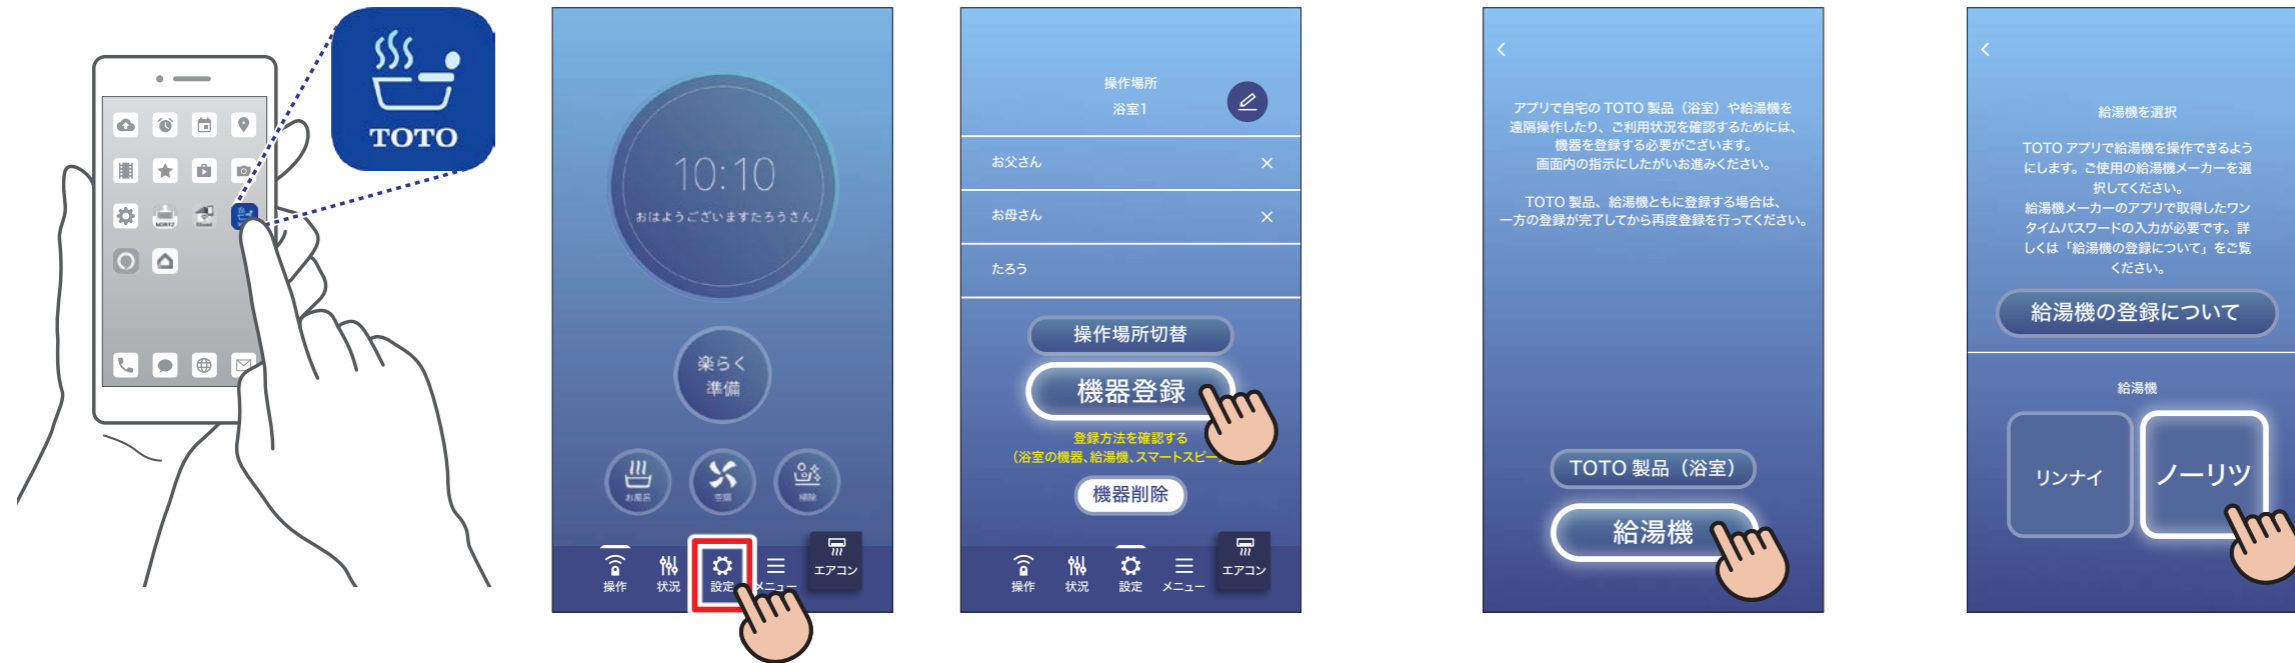 TOTO
NORITZ
10:10
おはようございますたろうさん
楽らく
準備
お風呂
空調
掃除
操作
状況
設定
メニュー
エアコン
操作場所
浴室1
お父さん
お母さん
たろう
操作場所切替
機器登録
登録方法を確認する
(浴室の機器、給湯機、スマートスピー
機器削除
操作
状況
設定
メニュー
エアコン
アプリで自宅の TOTO 製品(浴室)や給湯機を
遠隔操作したり、ご利用状況を確認するためには、
機器を登録する必要がございます。
画面内の指示にしたがいお進みください。
TOTO 製品、給湯機ともに登録する場合は、
一方の登録が完了してから再度登録を行ってください。
TOTO 製品(浴室)
給湯機
給湯機を選択
TOTO アプリで給湯機を操作できるよう
にします。ご使用の給湯機メーカーを選
択してください。
給湯機メーカーのアプリで取得したワン
タイムパスワードの入力が必要です。詳
しくは「給湯機の登録について」をご覧
ください。
給湯機の登録について
給湯機
リンナイ
ノーリツ